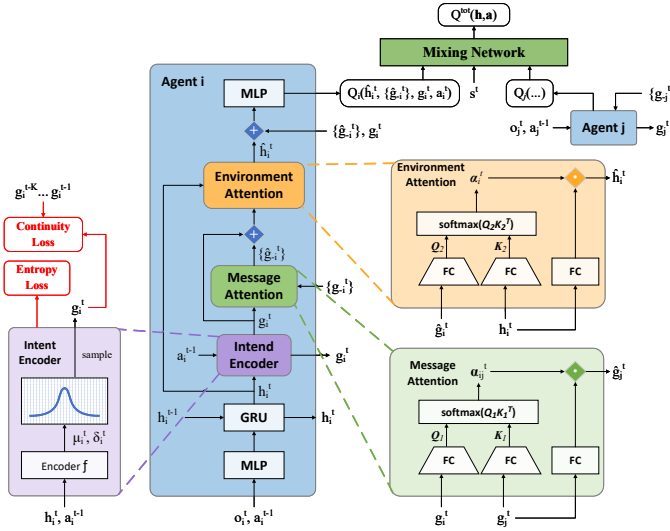 Q^tot(h,a)
Mixing Network
Q_i(ĥ_i^t, {ĝ_-i^t}, g_i^t, a_i^t)
s^t
Q_j(...)
{g_-j^t}
o_j^t, a_j^t-1
Agent j
g_j^t
Agent i
MLP
{ĝ_-i^t}, g_i^t
ĥ_i^t
Environment
Attention
{ĝ_-i^t}
Message
Attention
{g_-i^t}
g_i^t
a_i^t-1
Intend
Encoder
g_i^t
h_i^t
h_i^t-1
GRU
h_i^t
MLP
o_i^t, a_i^t-1
g_i^t-K... g_i^t-1
Continuity
Loss
Entropy
Loss
g_i^t
Intent
Encoder
sample
μ_i^t, δ_i^t
Encoder f
h_i^t, a_i^t-1
Environment
Attention
α_i^t
ĥ_i^t
softmax(Q_2K_2^T)
Q_2
K_2
FC
FC
FC
ĝ_i^t
h_i^t
Message
Attention
α_ij^t
ĝ_j^t
softmax(Q_1K_1^T)
Q_1
K_1
FC
FC
FC
g_i^t
g_j^t